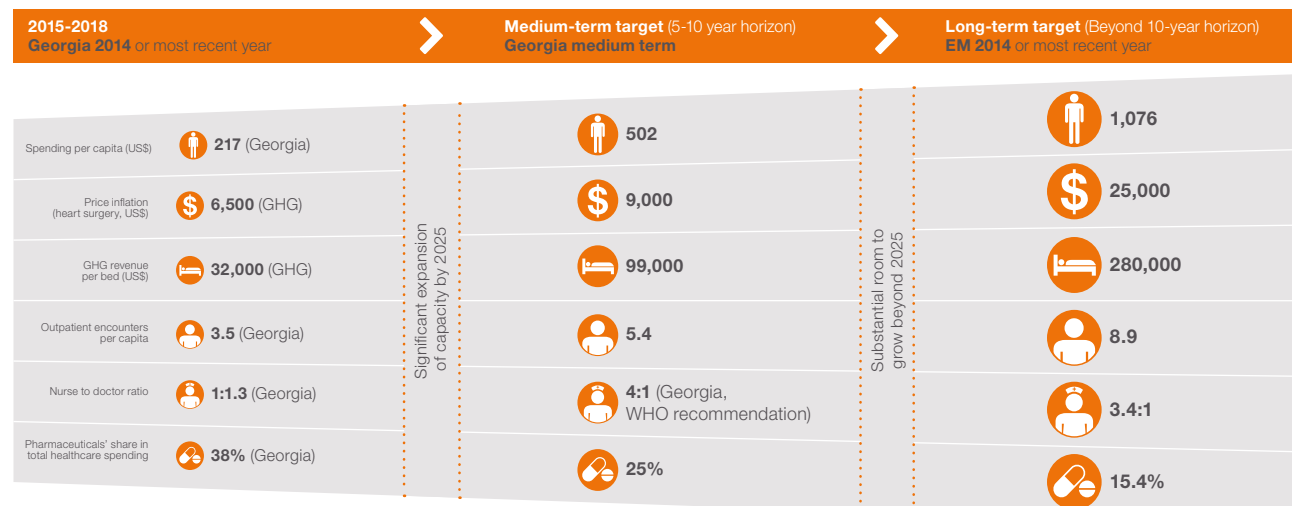 2015-2018
Georgia 2014 or most recent year
Medium-term target (5-10 year horizon)
Georgia medium term
Long-term target (Beyond 10-year horizon)
EM 2014 or most recent year
Spending per capita (US$)
217 (Georgia)
502
1,076
Price inflation
(heart surgery, US$)
6,500 (GHG)
9,000
25,000
GHG revenue
per bed (US$)
32,000 (GHG)
99,000
280,000
Outpatient encounters
per capita
3.5 (Georgia)
5.4
8.9
Nurse to doctor ratio
1:1.3 (Georgia)
4:1 (Georgia,
WHO recommendation)
3.4:1
Pharmaceuticals' share in
total healthcare spending
38% (Georgia)
25%
15.4%
Significant expansion
of capacity by 2025
Substantial room to
grow beyond 2025